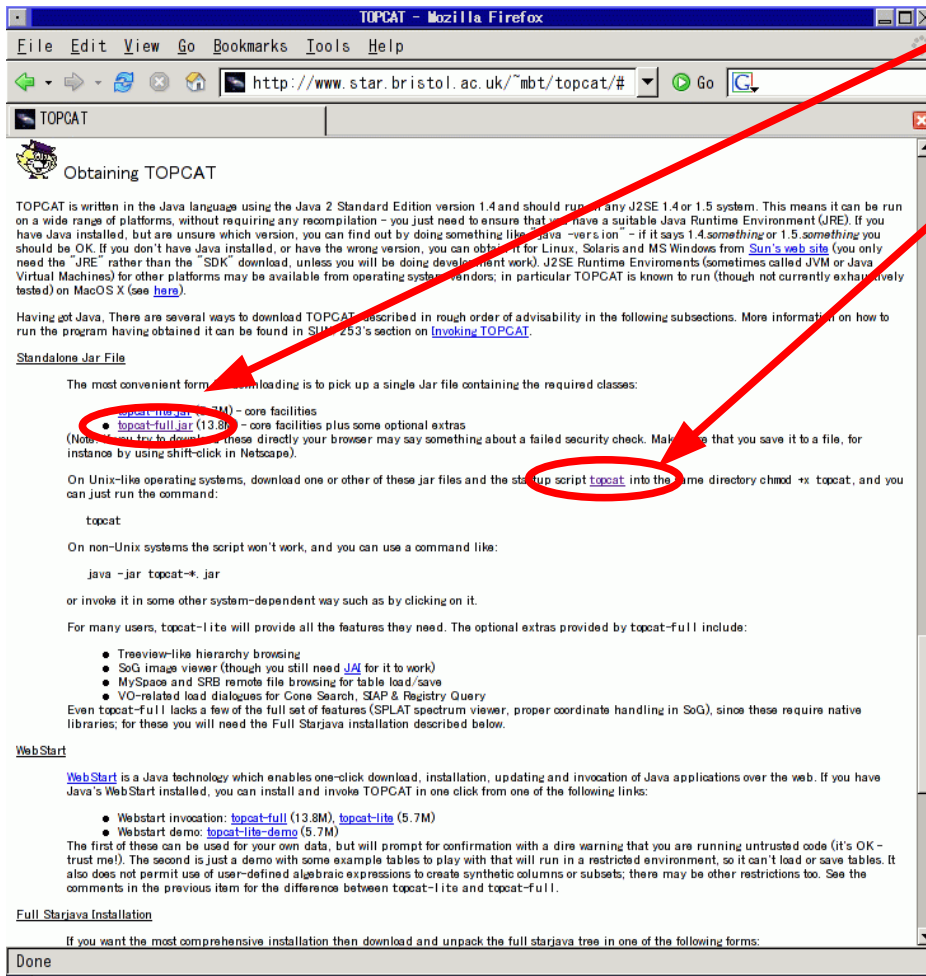 TOPCAT - Mozilla Firefox
File Edit View Go Bookmarks Tools Help
http://www.star.bristol.ac.uk/~mbt/topcat/# Go G
TOPCAT
Obtaining TOPCAT
TOPCAT is written in the Java language using the Java 2 Standard Edition version 1.4 and should run any J2SE 1.4 or 1.5 system. This means it can be run
on a wide range of platforms, without requiring any recompilation - you just need to ensure that you have a suitable Java Runtime Environment (JRE). If you
have Java installed, but are unsure which version, you can find out by doing something like "java -version" - if it says 1.4.something or 1.5.something you
should be OK. If you don't have Java installed, or have the wrong version, you can obtain it for Linux, Solaris and MS Windows from Sun's web site (you only
need the "JRE" rather than the "SDK" download, unless you will be doing development work). J2SE Runtime Enviroments (sometimes called JVM or Java
Virtual Machines) for other platforms may be available from operating system vendors; in particular TOPCAT is known to run (though not currently exhaustively
tested) on MacOS X (see here).
Having got Java, There are several ways to download TOPCAT, described in rough order of advisability in the following subsections. More information on how to
run the program having obtained it can be found in SUN/253's section on Invoking TOPCAT.
Standalone Jar File
The most convenient form for downloading is to pick up a single Jar file containing the required classes:
topcat-lite.jar (5.7M) - core facilities
topcat-full.jar (13.8M) - core facilities plus some optional extras
(Note: if you try to download these directly your browser may say something about a failed security check. Make sure that you save it to a file, for
instance by using shift-click in Netscape).
On Unix-like operating systems, download one or other of these jar files and the startup script topcat into the same directory chmod +x topcat, and you
can just run the command:
topcat
On non-Unix systems the script won't work, and you can use a command like:
java -jar topcat-*.jar
or invoke it in some other system-dependent way such as by clicking on it.
For many users, topcat-lite will provide all the features they need. The optional extras provided by topcat-full include:
Treeview-like hierarchy browsing
SoG image viewer (though you still need JAI for it to work)
MySpace and SRB remote file browsing for table load/save
VO-related load dialogues for Cone Search, SIAP & Registry Query
Even topcat-full lacks a few of the full set of features (SPLAT spectrum viewer, proper coordinate handling in SoG), since these require native
libraries; for these you will need the Full Starjava installation described below.
WebStart
WebStart is a Java technology which enables one-click download, installation, updating and invocation of Java applications over the web. If you have
Java's WebStart installed, you can install and invoke TOPCAT in one click from one of the following links:
Webstart invocation: topcat-full (13.8M), topcat-lite (5.7M)
Webstart demo: topcat-lite-demo (5.7M)
The first of these can be used for your own data, but will prompt for confirmation with a dire warning that you are running untrusted code (it's OK -
trust me!). The second is just a demo with some example tables to play with that will run in a restricted environment, so it can't load or save tables. It
also does not permit use of user-defined algebraic expressions to create synthetic columns or subsets; there may be other restrictions too. See the
comments in the previous item for the difference between topcat-lite and topcat-full.
Full Starjava Installation
If you want the most comprehensive installation then download and unpack the full starjava tree in one of the following forms:
Done